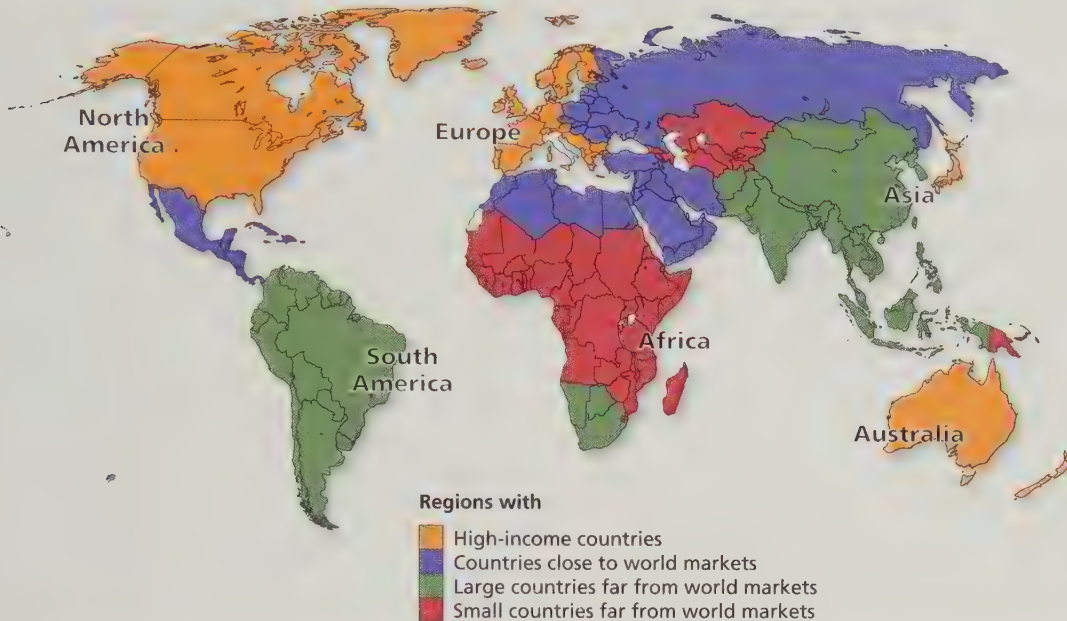 North
America
Europe
Asia
South
America
Africa
Australia
Regions with
High-income countries
Countries close to world markets
Large countries far from world markets
Small countries far from world markets